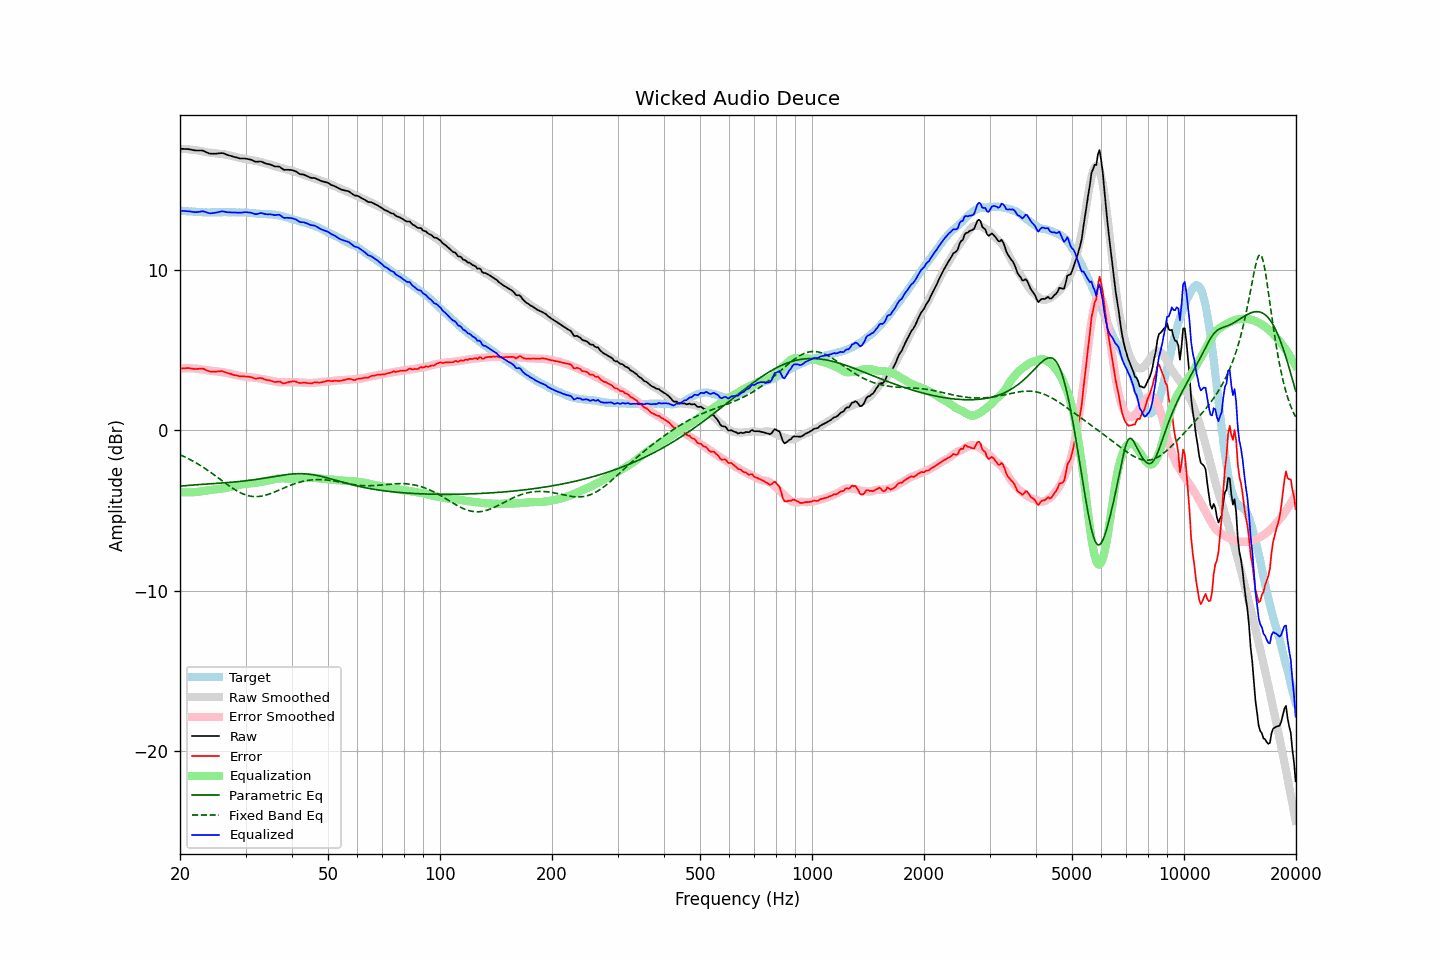 Wicked Audio Deuce
Amplitude (dBr)
10
0
−10
−20
Target
Raw Smoothed
Error Smoothed
Raw
Error
Equalization
Parametric Eq
Fixed Band Eq
Equalized
20 50 100 200 500 1000 2000 5000 10000 20000
Frequency (Hz)